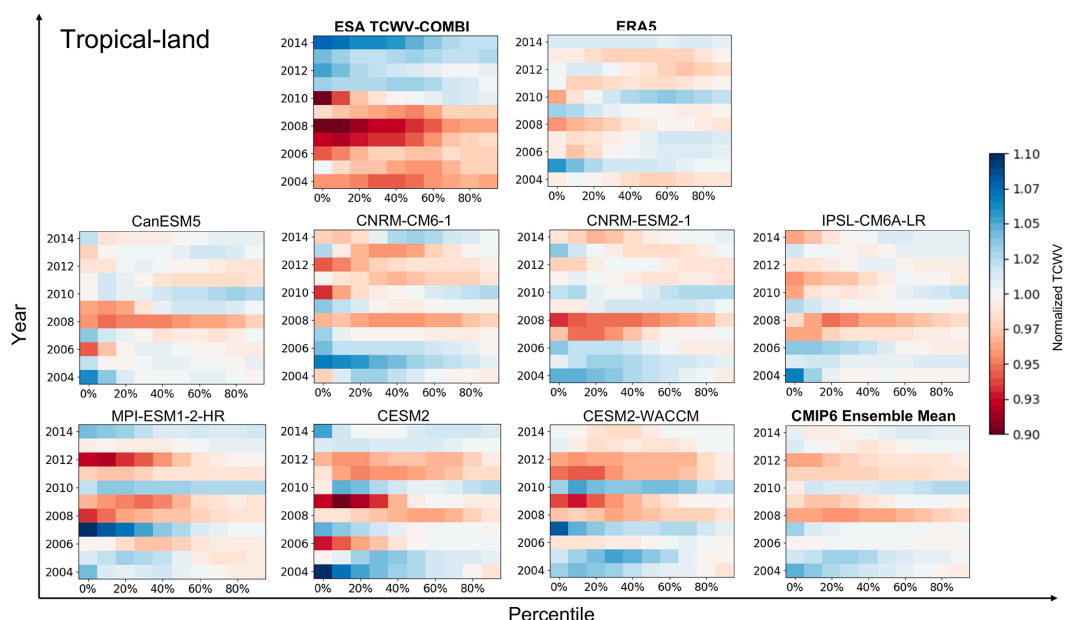 Tropical-land
ESA TCWV-COMBI
2014
2012
2010
2008
2006
2004
0% 20% 40% 60% 80%
ERA5
2014
2012
2010
2008
2006
2004
0% 20% 40% 60% 80%
CanESM5
2014
2012
2010
2008
2006
2004
0% 20% 40% 60% 80%
CNRM-CM6-1
2014
2012
2010
2008
2006
2004
0% 20% 40% 60% 80%
CNRM-ESM2-1
2014
2012
2010
2008
2006
2004
0% 20% 40% 60% 80%
IPSL-CM6A-LR
2014
2012
2010
2008
2006
2004
0% 20% 40% 60% 80%
MPI-ESM1-2-HR
2014
2012
2010
2008
2006
2004
0% 20% 40% 60% 80%
CESM2
2014
2012
2010
2008
2006
2004
0% 20% 40% 60% 80%
CESM2-WACCM
2014
2012
2010
2008
2006
2004
0% 20% 40% 60% 80%
CMIP6 Ensemble Mean
2014
2012
2010
2008
2006
2004
0% 20% 40% 60% 80%
1.10
1.07
1.05
1.02
1.00
0.97
0.95
0.93
0.90
Normalized TCWV
Year
Percentile